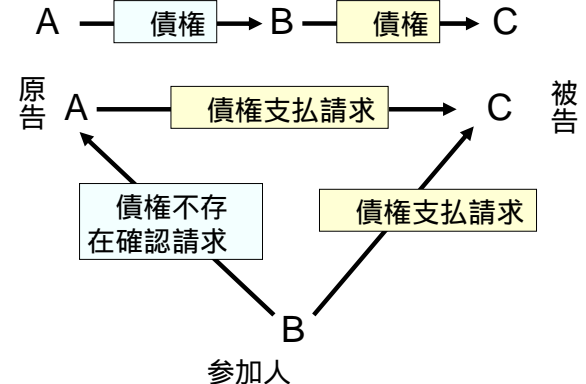 A 債権 B 債権 C
原告 A 債権支払請求 C 被告
債権不存
在確認請求
債権支払請求
B
参加人